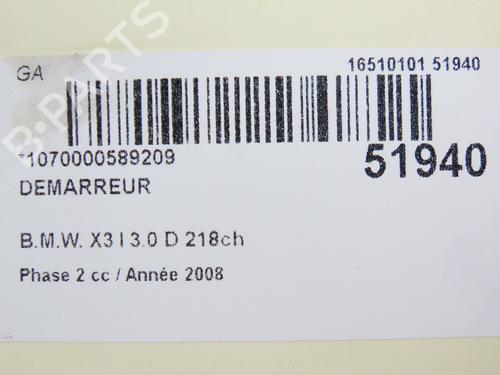 GA
16510101 51940
*1070000589209
51940
DEMARREUR
B.M.W. X3 I 3.0 D 218ch
Phase 2 cc / Année 2008
B-PARTS